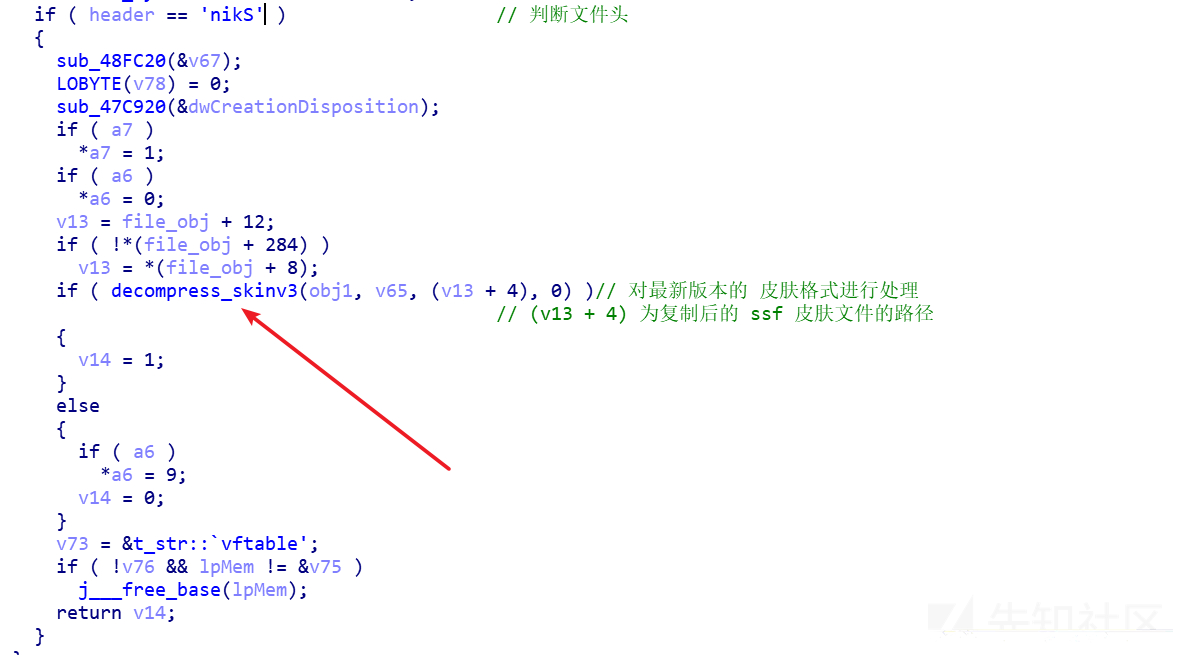 if ( header == 'nikS' ) // 判断文件头
{
sub_48FC20(&v67);
LOBYTE(v78) = 0;
sub_47C920(&dwCreationDisposition);
if ( a7 )
*a7 = 1;
if ( a6 )
*a6 = 0;
v13 = file_obj + 12;
if ( !*(file_obj + 284) )
v13 = *(file_obj + 8);
if ( decompress_skinv3(obj1, v65, (v13 + 4), 0) )// 对最新版本的 皮肤格式进行处理
// (v13 + 4) 为复制后的 ssf 皮肤文件的路径
{
v14 = 1;
}
else
{
if ( a6 )
*a6 = 9;
v14 = 0;
}
v73 = &t_str::`vftable';
if ( !v76 && lpMem != &v75 )
j___free_base(lpMem);
return v14;
}
先知社区